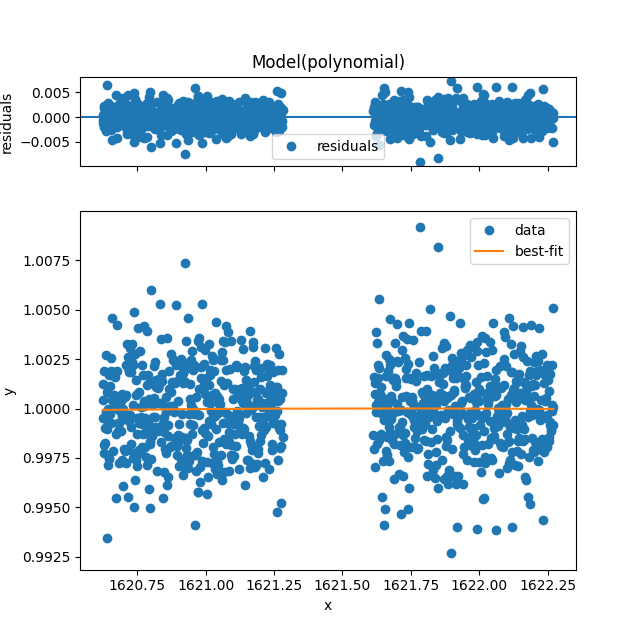 Model(polynomial)
residuals
0.005
0.000
−0.005
residuals
y
1.0075
1.0050
1.0025
1.0000
0.9975
0.9950
0.9925
data
best-fit
1620.75 1621.00 1621.25 1621.50 1621.75 1622.00 1622.25
x